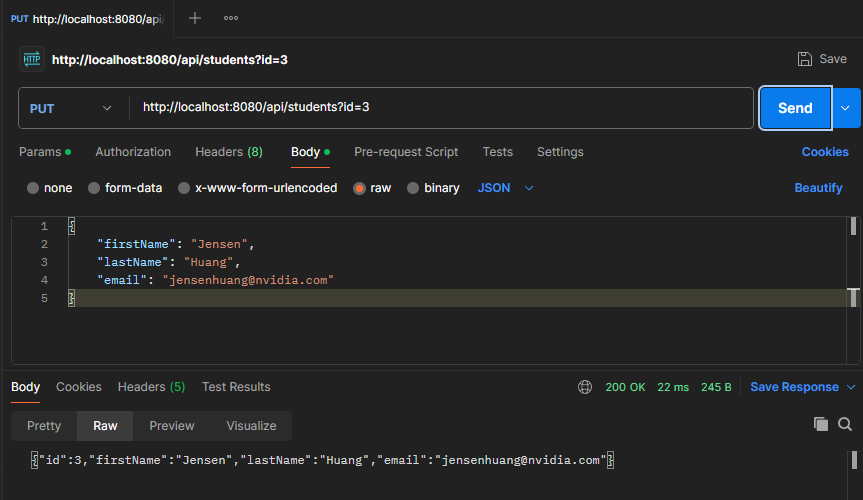 PUT http://localhost:8080/api/
HTTP http://localhost:8080/api/students?id=3 Save
PUT http://localhost:8080/api/students?id=3 Send
Params Authorization Headers (8) Body Pre-request Script Tests Settings Cookies
none form-data x-www-form-urlencoded raw binary JSON Beautify
1 {
2 "firstName": "Jensen",
3 "lastName": "Huang",
4 "email": "jensenhuang@nvidia.com"
5 }
Body Cookies Headers (5) Test Results 200 OK 22 ms 245 B Save Response
Pretty Raw Preview Visualize
{"id":3,"firstName":"Jensen","lastName":"Huang","email":"jensenhuang@nvidia.com"}